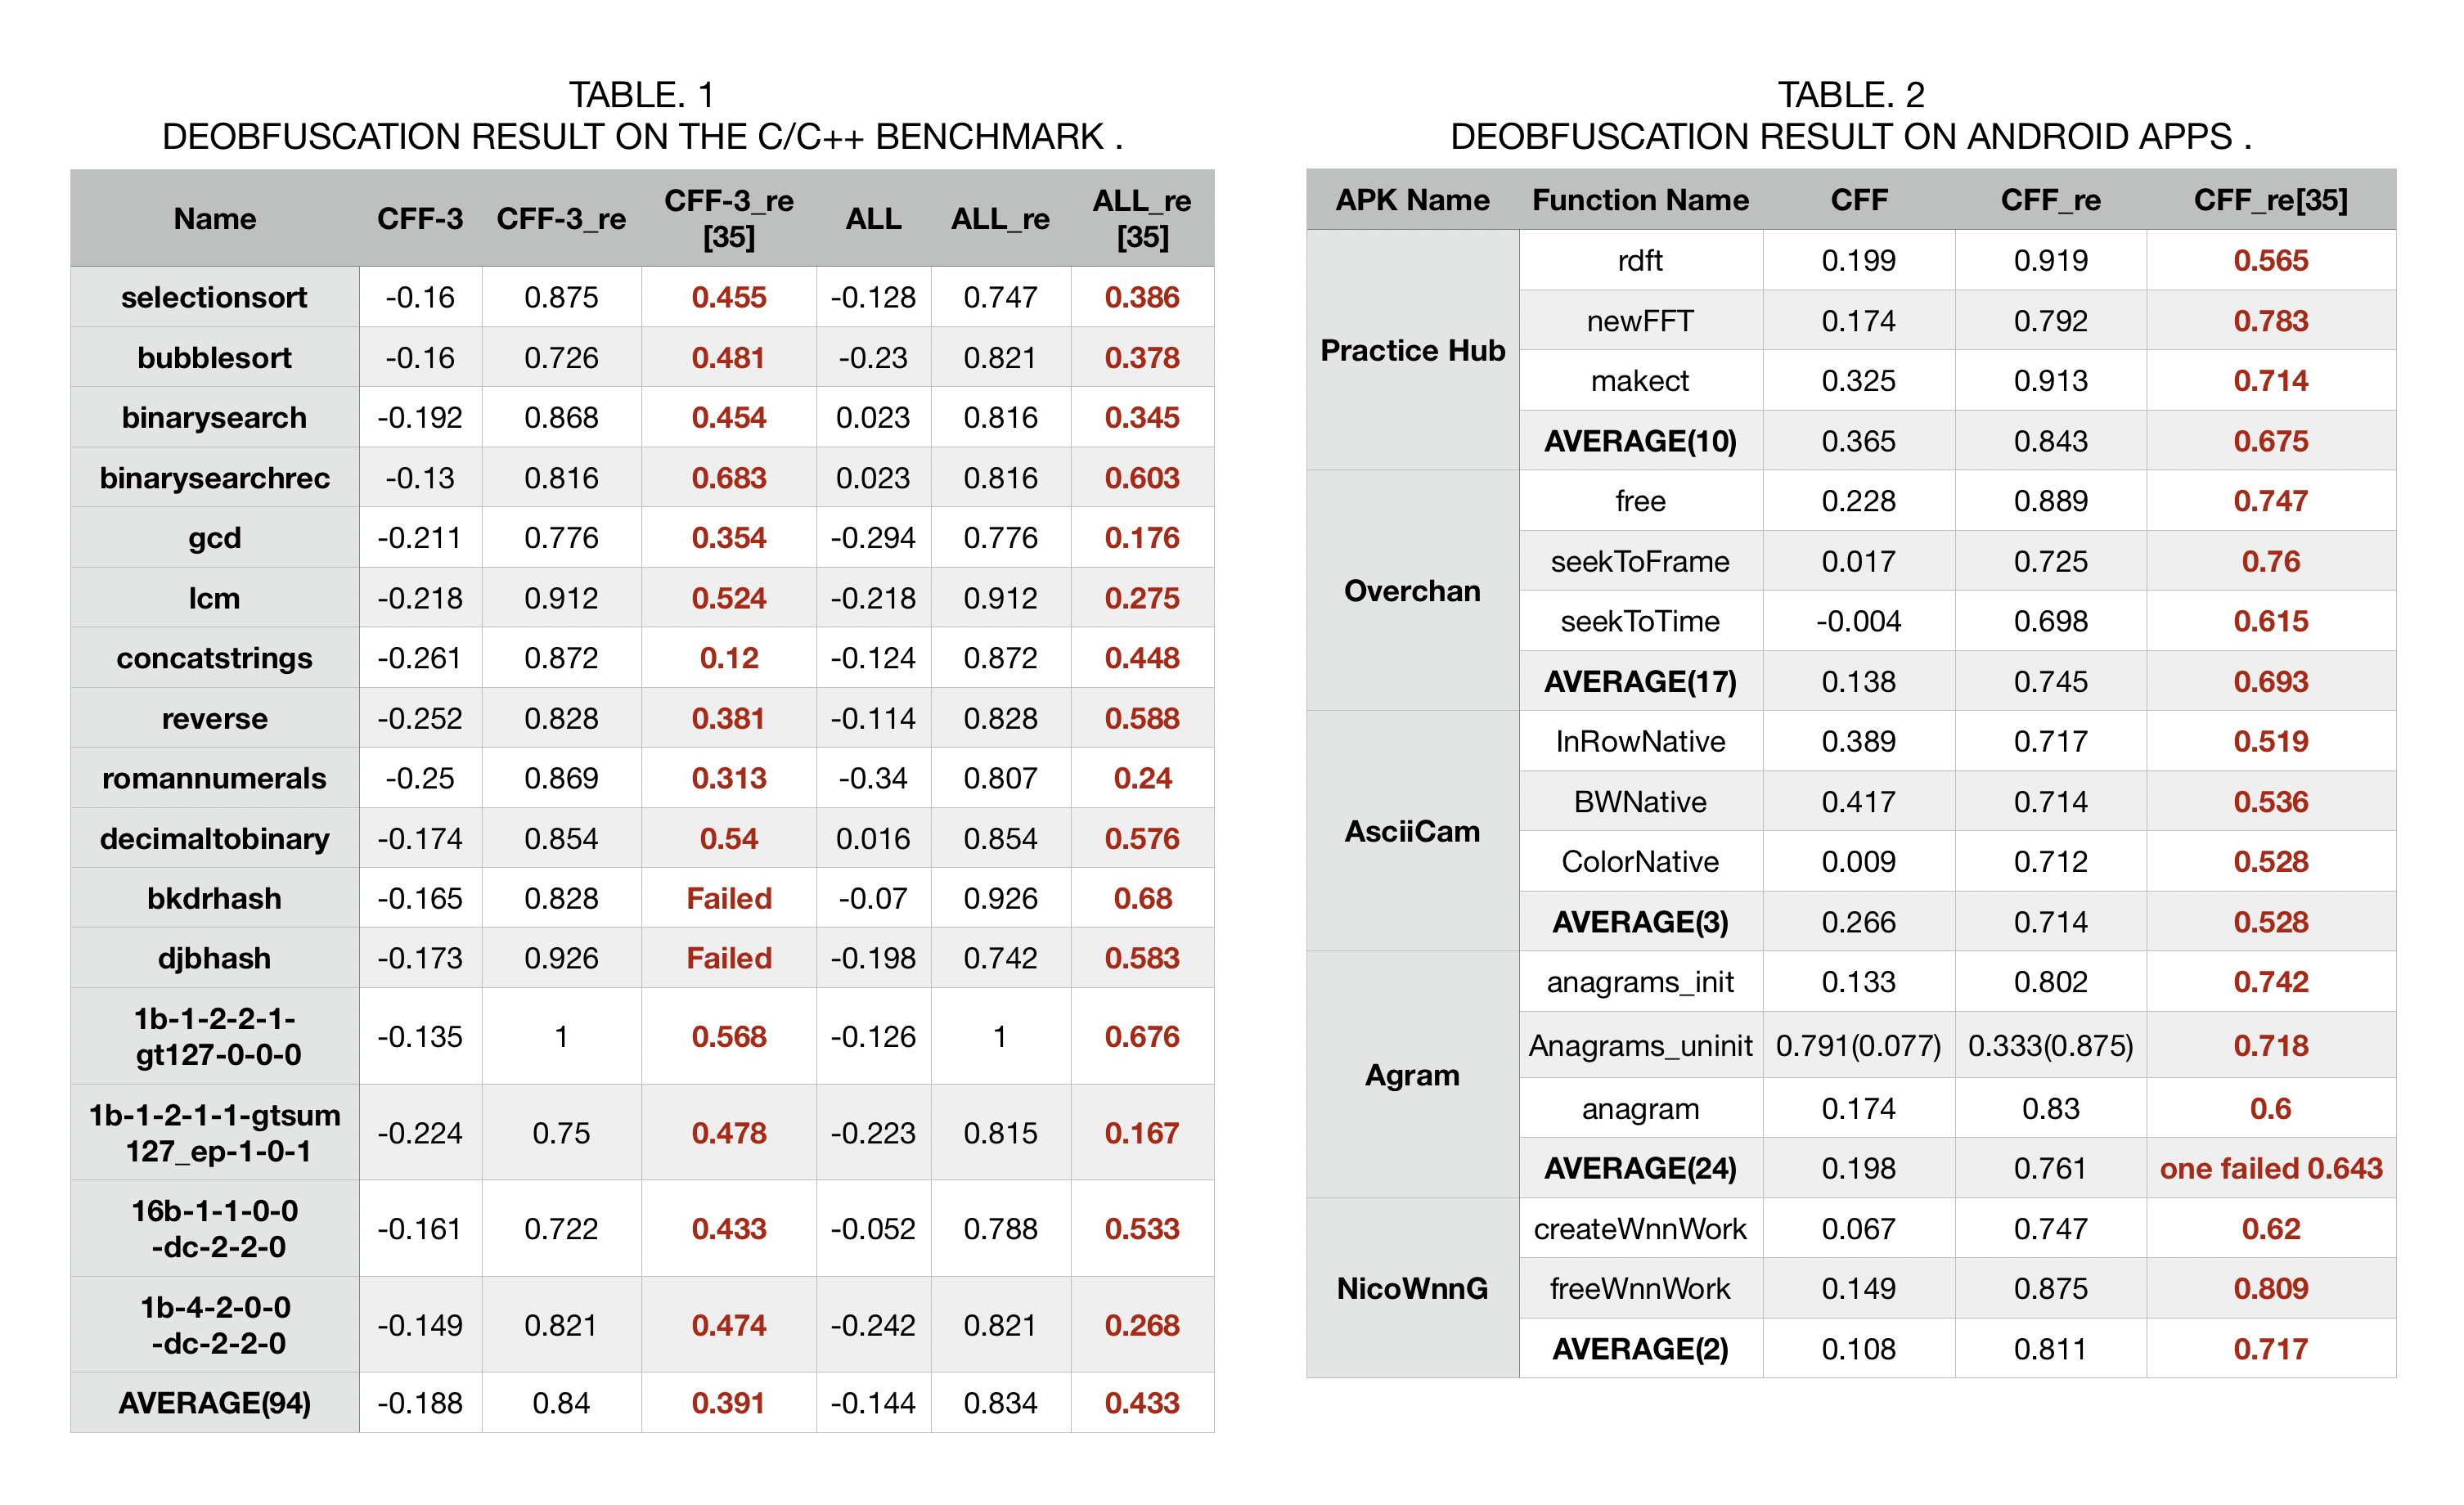 TABLE. 1
DEOBFUSCATION RESULT ON THE C/C++ BENCHMARK .
Name CFF-3 CFF-3_re CFF-3_re [35] ALL ALL_re ALL_re [35]
selectionsort -0.16 0.875 0.455 -0.128 0.747 0.386
bubblesort -0.16 0.726 0.481 -0.23 0.821 0.378
binarysearch -0.192 0.868 0.454 0.023 0.816 0.345
binarysearchrec -0.13 0.816 0.683 0.023 0.816 0.603
gcd -0.211 0.776 0.354 -0.294 0.776 0.176
lcm -0.218 0.912 0.524 -0.218 0.912 0.275
concatstrings -0.261 0.872 0.12 -0.124 0.872 0.448
reverse -0.252 0.828 0.381 -0.114 0.828 0.588
romannumerals -0.25 0.869 0.313 -0.34 0.807 0.24
decimaltobinary -0.174 0.854 0.54 0.016 0.854 0.576
bkdrhash -0.165 0.828 Failed -0.07 0.926 0.68
djbhash -0.173 0.926 Failed -0.198 0.742 0.583
1b-1-2-2-1-
gt127-0-0-0 -0.135 1 0.568 -0.126 1 0.676
1b-1-2-1-1-gtsum
127_ep-1-0-1 -0.224 0.75 0.478 -0.223 0.815 0.167
16b-1-1-0-0
-dc-2-2-0 -0.161 0.722 0.433 -0.052 0.788 0.533
1b-4-2-0-0
-dc-2-2-0 -0.149 0.821 0.474 -0.242 0.821 0.268
AVERAGE(94) -0.188 0.84 0.391 -0.144 0.834 0.433
TABLE. 2
DEOBFUSCATION RESULT ON ANDROID APPS .
APK Name Function Name CFF CFF_re CFF_re[35]
Practice Hub
rdft 0.199 0.919 0.565
newFFT 0.174 0.792 0.783
makect 0.325 0.913 0.714
AVERAGE(10) 0.365 0.843 0.675
Overchan
free 0.228 0.889 0.747
seekToFrame 0.017 0.725 0.76
seekToTime -0.004 0.698 0.615
AVERAGE(17) 0.138 0.745 0.693
AsciiCam
InRowNative 0.389 0.717 0.519
BWNative 0.417 0.714 0.536
ColorNative 0.009 0.712 0.528
AVERAGE(3) 0.266 0.714 0.528
Agram
anagrams_init 0.133 0.802 0.742
Anagrams_uninit 0.791(0.077) 0.333(0.875) 0.718
anagram 0.174 0.83 0.6
AVERAGE(24) 0.198 0.761 one failed 0.643
NicoWnnG
createWnnWork 0.067 0.747 0.62
freeWnnWork 0.149 0.875 0.809
AVERAGE(2) 0.108 0.811 0.717